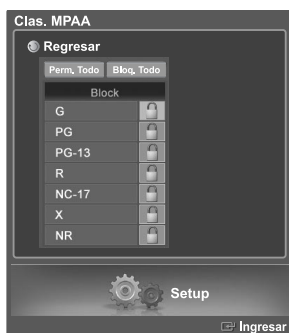 Clas. MPAA
Regresar
Perm. Todo Bloq. Todo
Block
G
PG
PG-13
R
NC-17
X
NR
Setup
Ingresar